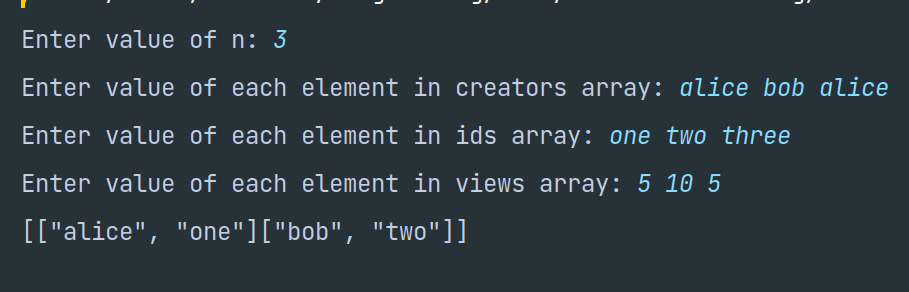 Enter value of n: 3
Enter value of each element in creators array: alice bob alice
Enter value of each element in ids array: one two three
Enter value of each element in views array: 5 10 5
[["alice", "one"]["bob", "two"]]